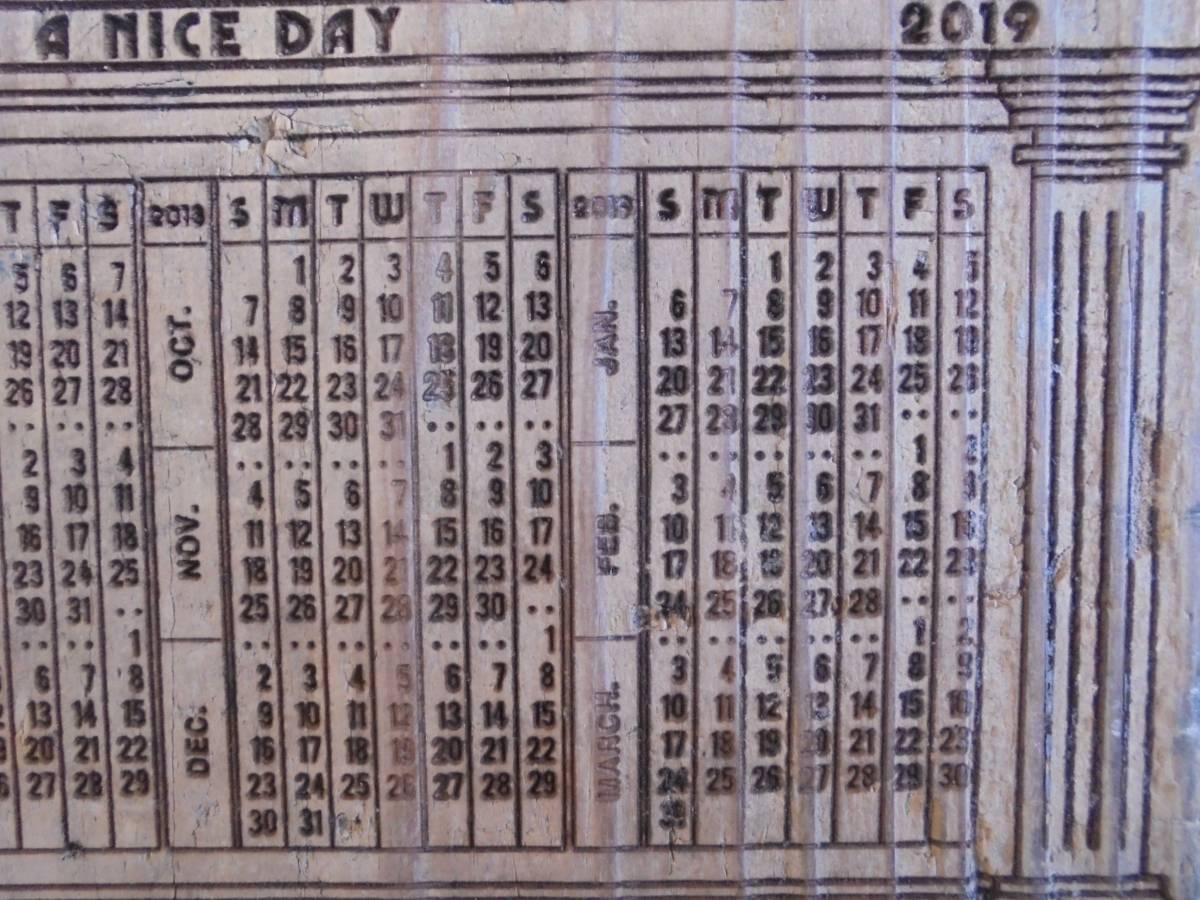 A NICE DAY 2019
T F S
5 6 7
12 13 14
19 20 21
26 27 28
.. .. ..
2 3 4
9 10 11
16 17 18
23 24 25
30 31 ..
1
6 7 8
13 14 15
20 21 22
27 28 29
2018 S M T W T F S
OCT.
1 2 3 4 5 6
7 8 9 10 11 12 13
14 15 16 17 18 19 20
21 22 23 24 25 26 27
28 29 30 31 .. .. ..
NOV.
.. .. .. .. 1 2 3
4 5 6 7 8 9 10
11 12 13 14 15 16 17
18 19 20 21 22 23 24
25 26 27 28 29 30 ..
DEC.
.. .. .. .. .. .. 1
2 3 4 5 6 7 8
9 10 11 12 13 14 15
16 17 18 19 20 21 22
23 24 25 26 27 28 29
30 31
2019 S M T W T F S
JAN.
1 2 3 4 5
6 7 8 9 10 11 12
13 14 15 16 17 18 19
20 21 22 23 24 25 26
27 28 29 30 31 .. ..
FEB.
.. .. .. .. .. 1 2
3 4 5 6 7 8 9
10 11 12 13 14 15 16
17 18 19 20 21 22 23
24 25 26 27 28 .. ..
MARCH.
.. .. .. .. .. 1 2
3 4 5 6 7 8 9
10 11 12 13 14 15 16
17 18 19 20 21 22 23
24 25 26 27 28 29 30